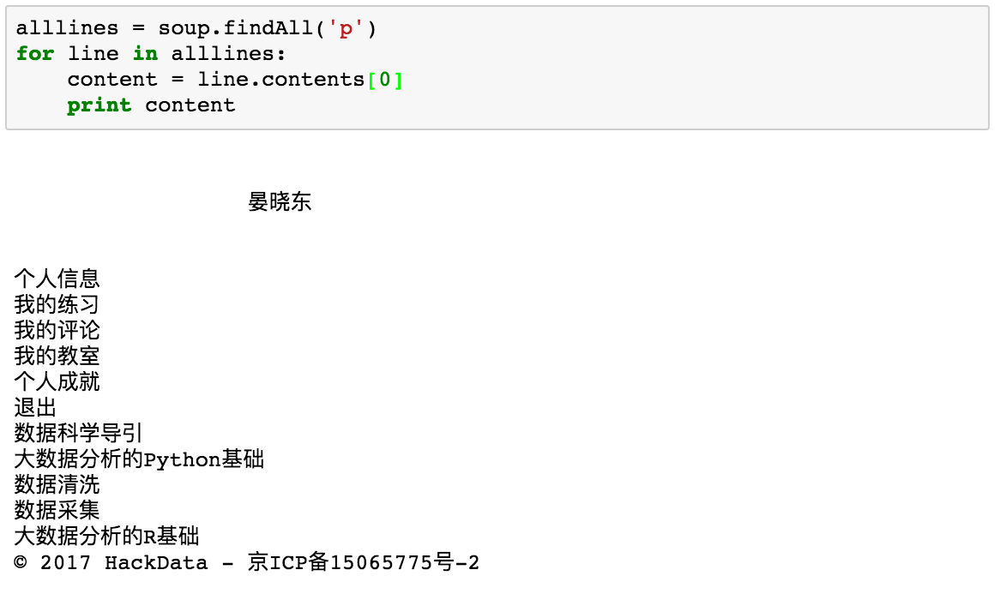 alllines = soup.findAll('p')
for line in alllines:
    content = line.contents[0]
    print content
晏晓东
个人信息
我的练习
我的评论
我的教室
个人成就
退出
数据科学导引
大数据分析的Python基础
数据清洗
数据采集
大数据分析的R基础
© 2017 HackData - 京ICP备15065775号-2